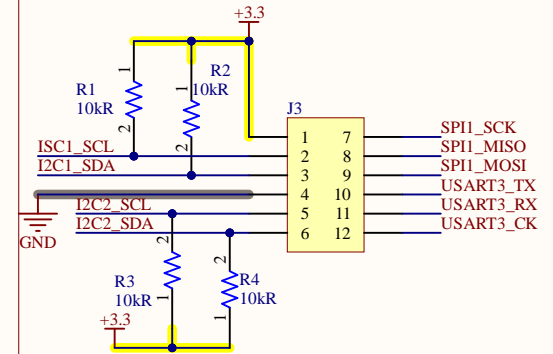 +3.3
R1
10kR
1
2
R2
10kR
1
2
J3
ISC1_SCL
I2C1_SDA
GND
I2C2_SCL
I2C2_SDA
1
2
3
4
5
6
7
8
9
10
11
12
SPI1_SCK
SPI1_MISO
SPI1_MOSI
USART3_TX
USART3_RX
USART3_CK
R3
10kR
2
1
R4
10kR
2
1
+3.3